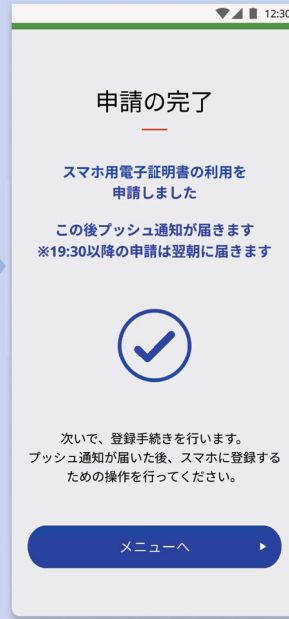 12:30
申請の完了
スマホ用電子証明書の利用を
申請しました
この後プッシュ通知が届きます
※19:30以降の申請は翌朝に届きます
次いで、登録手続きを行います。
プッシュ通知が届いた後、スマホに登録する
ための操作を行ってください。
メニューへ